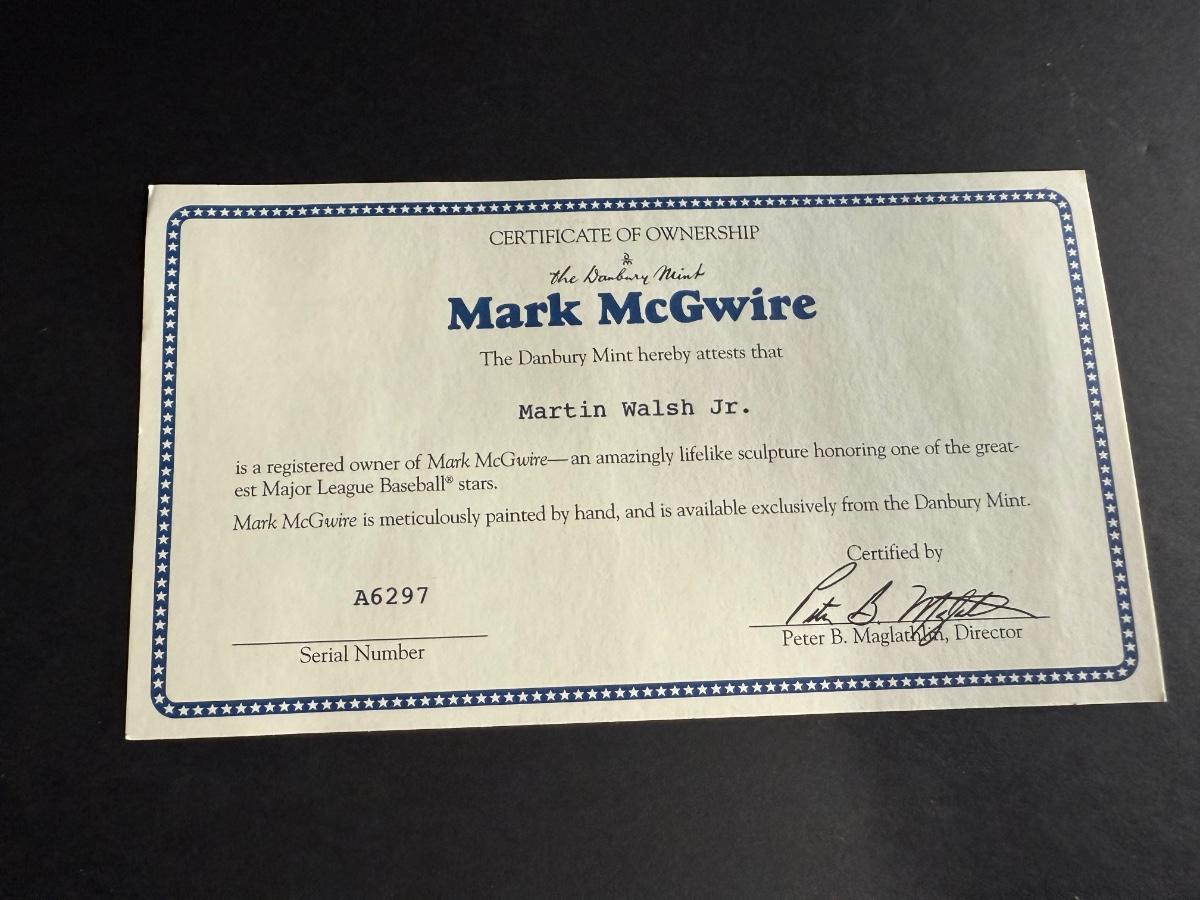 CERTIFICATE OF OWNERSHIP
the Danbury Mint
Mark McGwire
The Danbury Mint hereby attests that
Martin Walsh Jr.
is a registered owner of Mark McGwire—an amazingly lifelike sculpture honoring one of the great-
est Major League Baseball® stars.
Mark McGwire is meticulously painted by hand, and is available exclusively from the Danbury Mint.
Certified by
Peter B. Maglathlin
A6297
Peter B. Maglathlin, Director
Serial Number